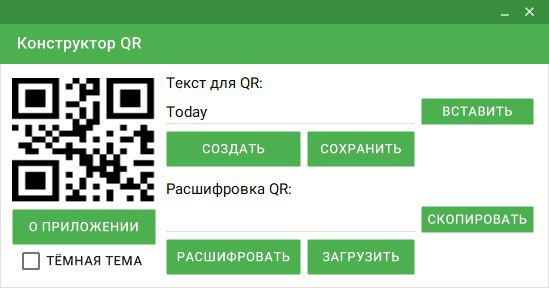 Конструктор QR
Текст для QR:
Today
ВСТАВИТЬ
СОЗДАТЬ
СОХРАНИТЬ
Расшифровка QR:
СКОПИРОВАТЬ
О ПРИЛОЖЕНИИ
РАСШИФРОВАТЬ
ЗАГРУЗИТЬ
ТЁМНАЯ ТЕМА